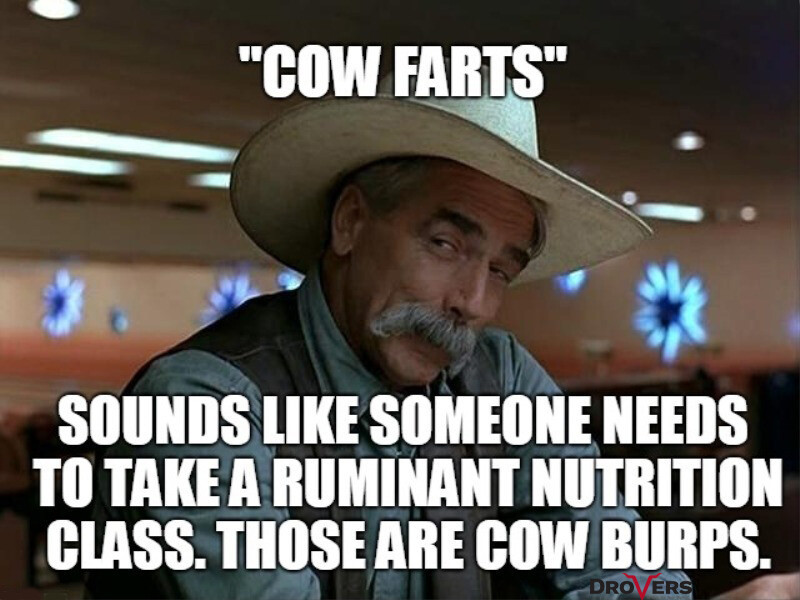 "COW FARTS"
SOUNDS LIKE SOMEONE NEEDS
TO TAKE A RUMINANT NUTRITION
CLASS. THOSE ARE COW BURPS.
DROVERS